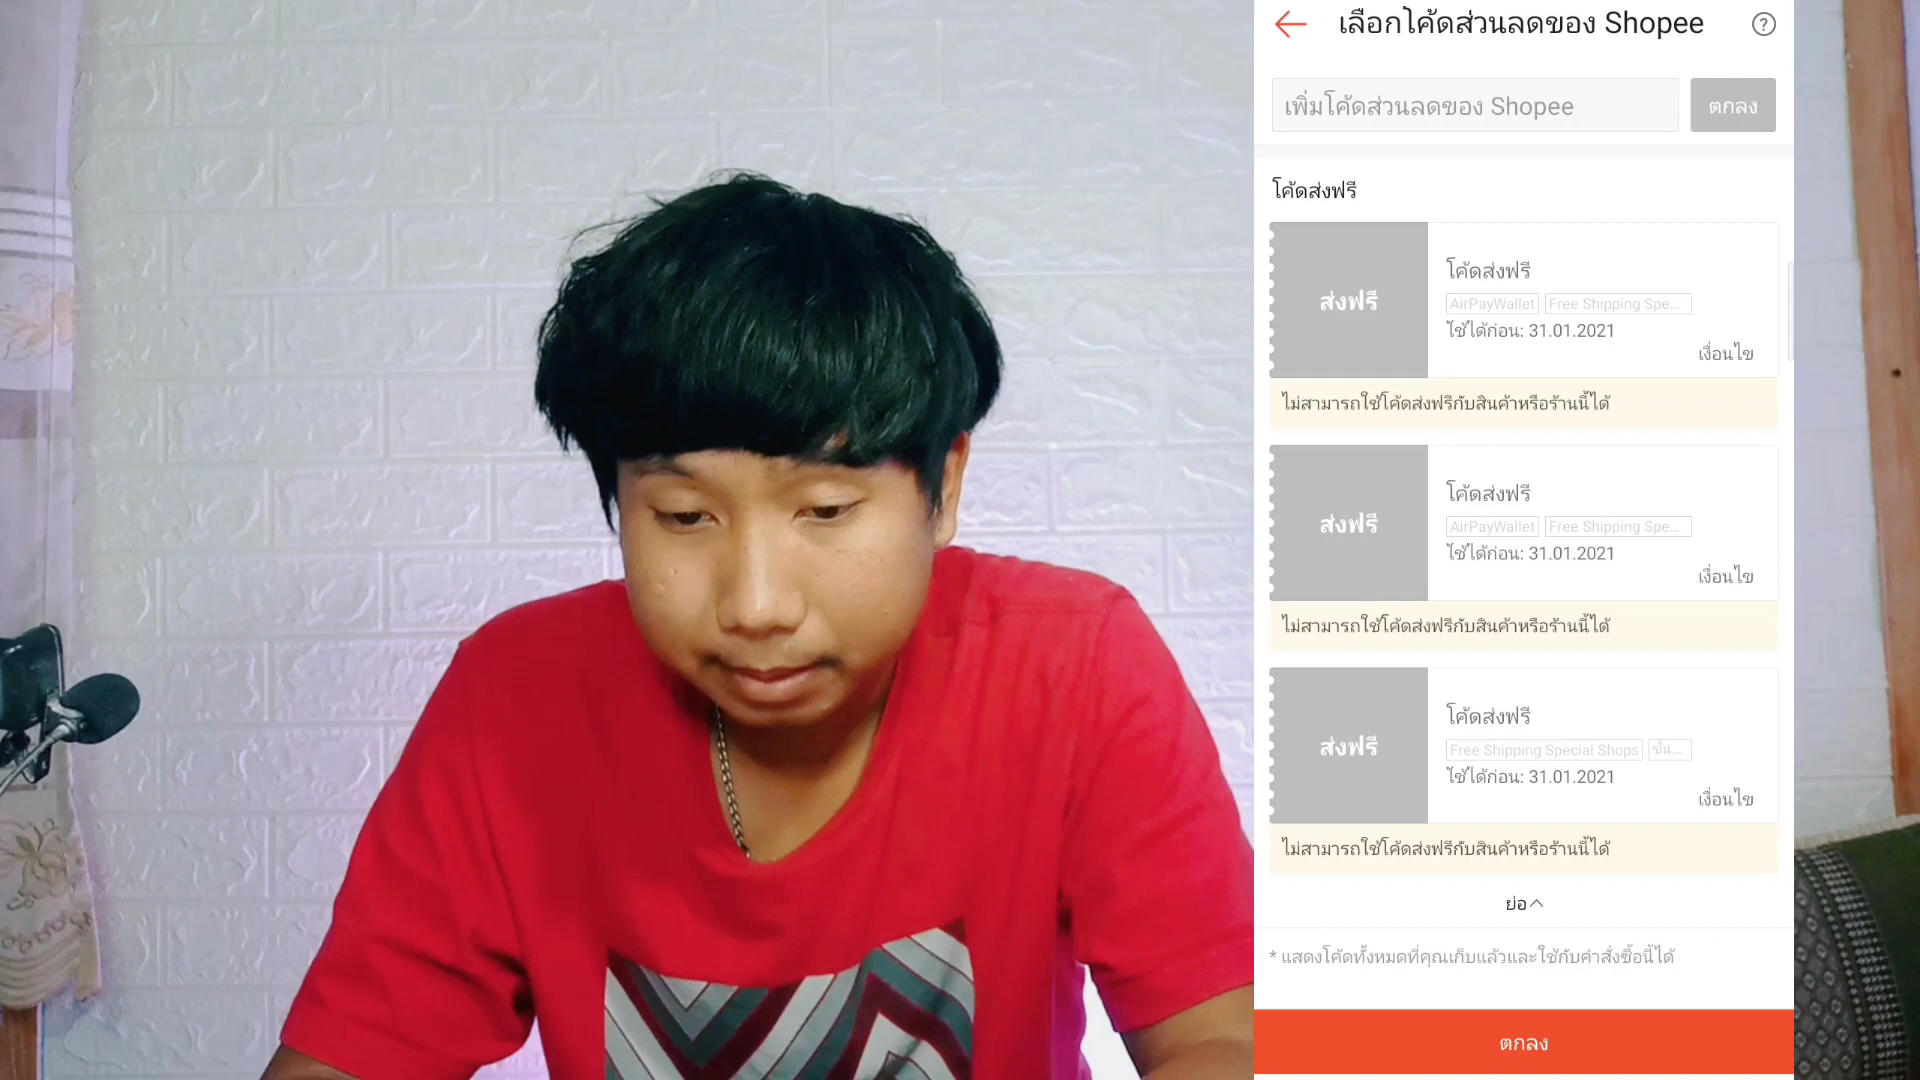 เลือกโค้ดส่วนลดของ Shopee
เพิ่มโค้ดส่วนลดของ Shopee
ตกลง
โค้ดส่งฟรี
ส่งฟรี
โค้ดส่งฟรี
AirPayWallet
Free Shipping Spe...
ใช้ได้ก่อน: 31.01.2021
เงื่อนไข
ไม่สามารถใช้โค้ดส่งฟรีกับสินค้าหรือร้านนี้ได้
ส่งฟรี
โค้ดส่งฟรี
AirPayWallet
Free Shipping Spe...
ใช้ได้ก่อน: 31.01.2021
เงื่อนไข
ไม่สามารถใช้โค้ดส่งฟรีกับสินค้าหรือร้านนี้ได้
ส่งฟรี
โค้ดส่งฟรี
Free Shipping Special Shops
ขั้น...
ใช้ได้ก่อน: 31.01.2021
เงื่อนไข
ไม่สามารถใช้โค้ดส่งฟรีกับสินค้าหรือร้านนี้ได้
ย่อ
* แสดงโค้ดทั้งหมดที่คุณเก็บแล้วและใช้กับคำสั่งซื้อนี้ได้
ตกลง